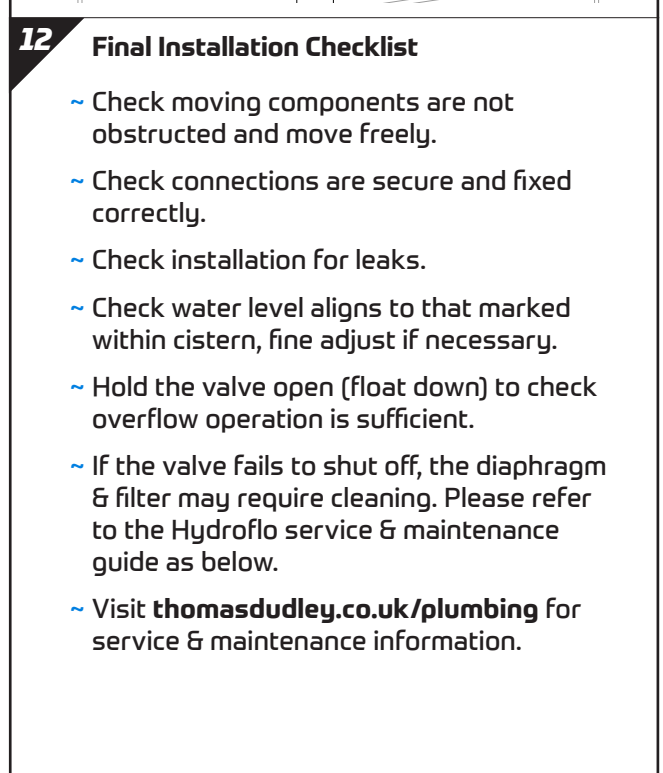 12
Final Installation Checklist
~ Check moving components are not
obstructed and move freely.
~ Check connections are secure and fixed
correctly.
~ Check installation for leaks.
~ Check water level aligns to that marked
within cistern, fine adjust if necessary.
~ Hold the valve open (float down) to check
overflow operation is sufficient.
~ If the valve fails to shut off, the diaphragm
& filter may require cleaning. Please refer
to the Hydroflo service & maintenance
guide as below.
~ Visit thomasdudley.co.uk/plumbing for
service & maintenance information.